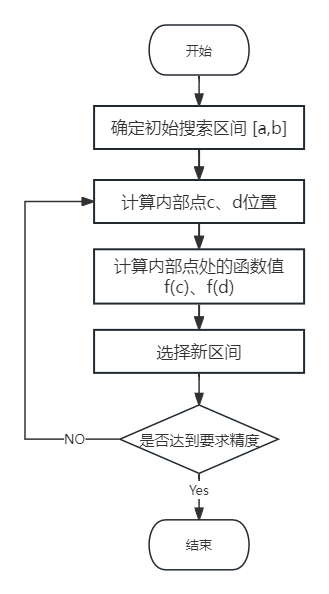 开始
确定初始搜索区间 [a,b]
计算内部点c、d位置
计算内部点处的函数值
f(c)、f(d)
选择新区间
是否达到要求精度
NO
Yes
结束